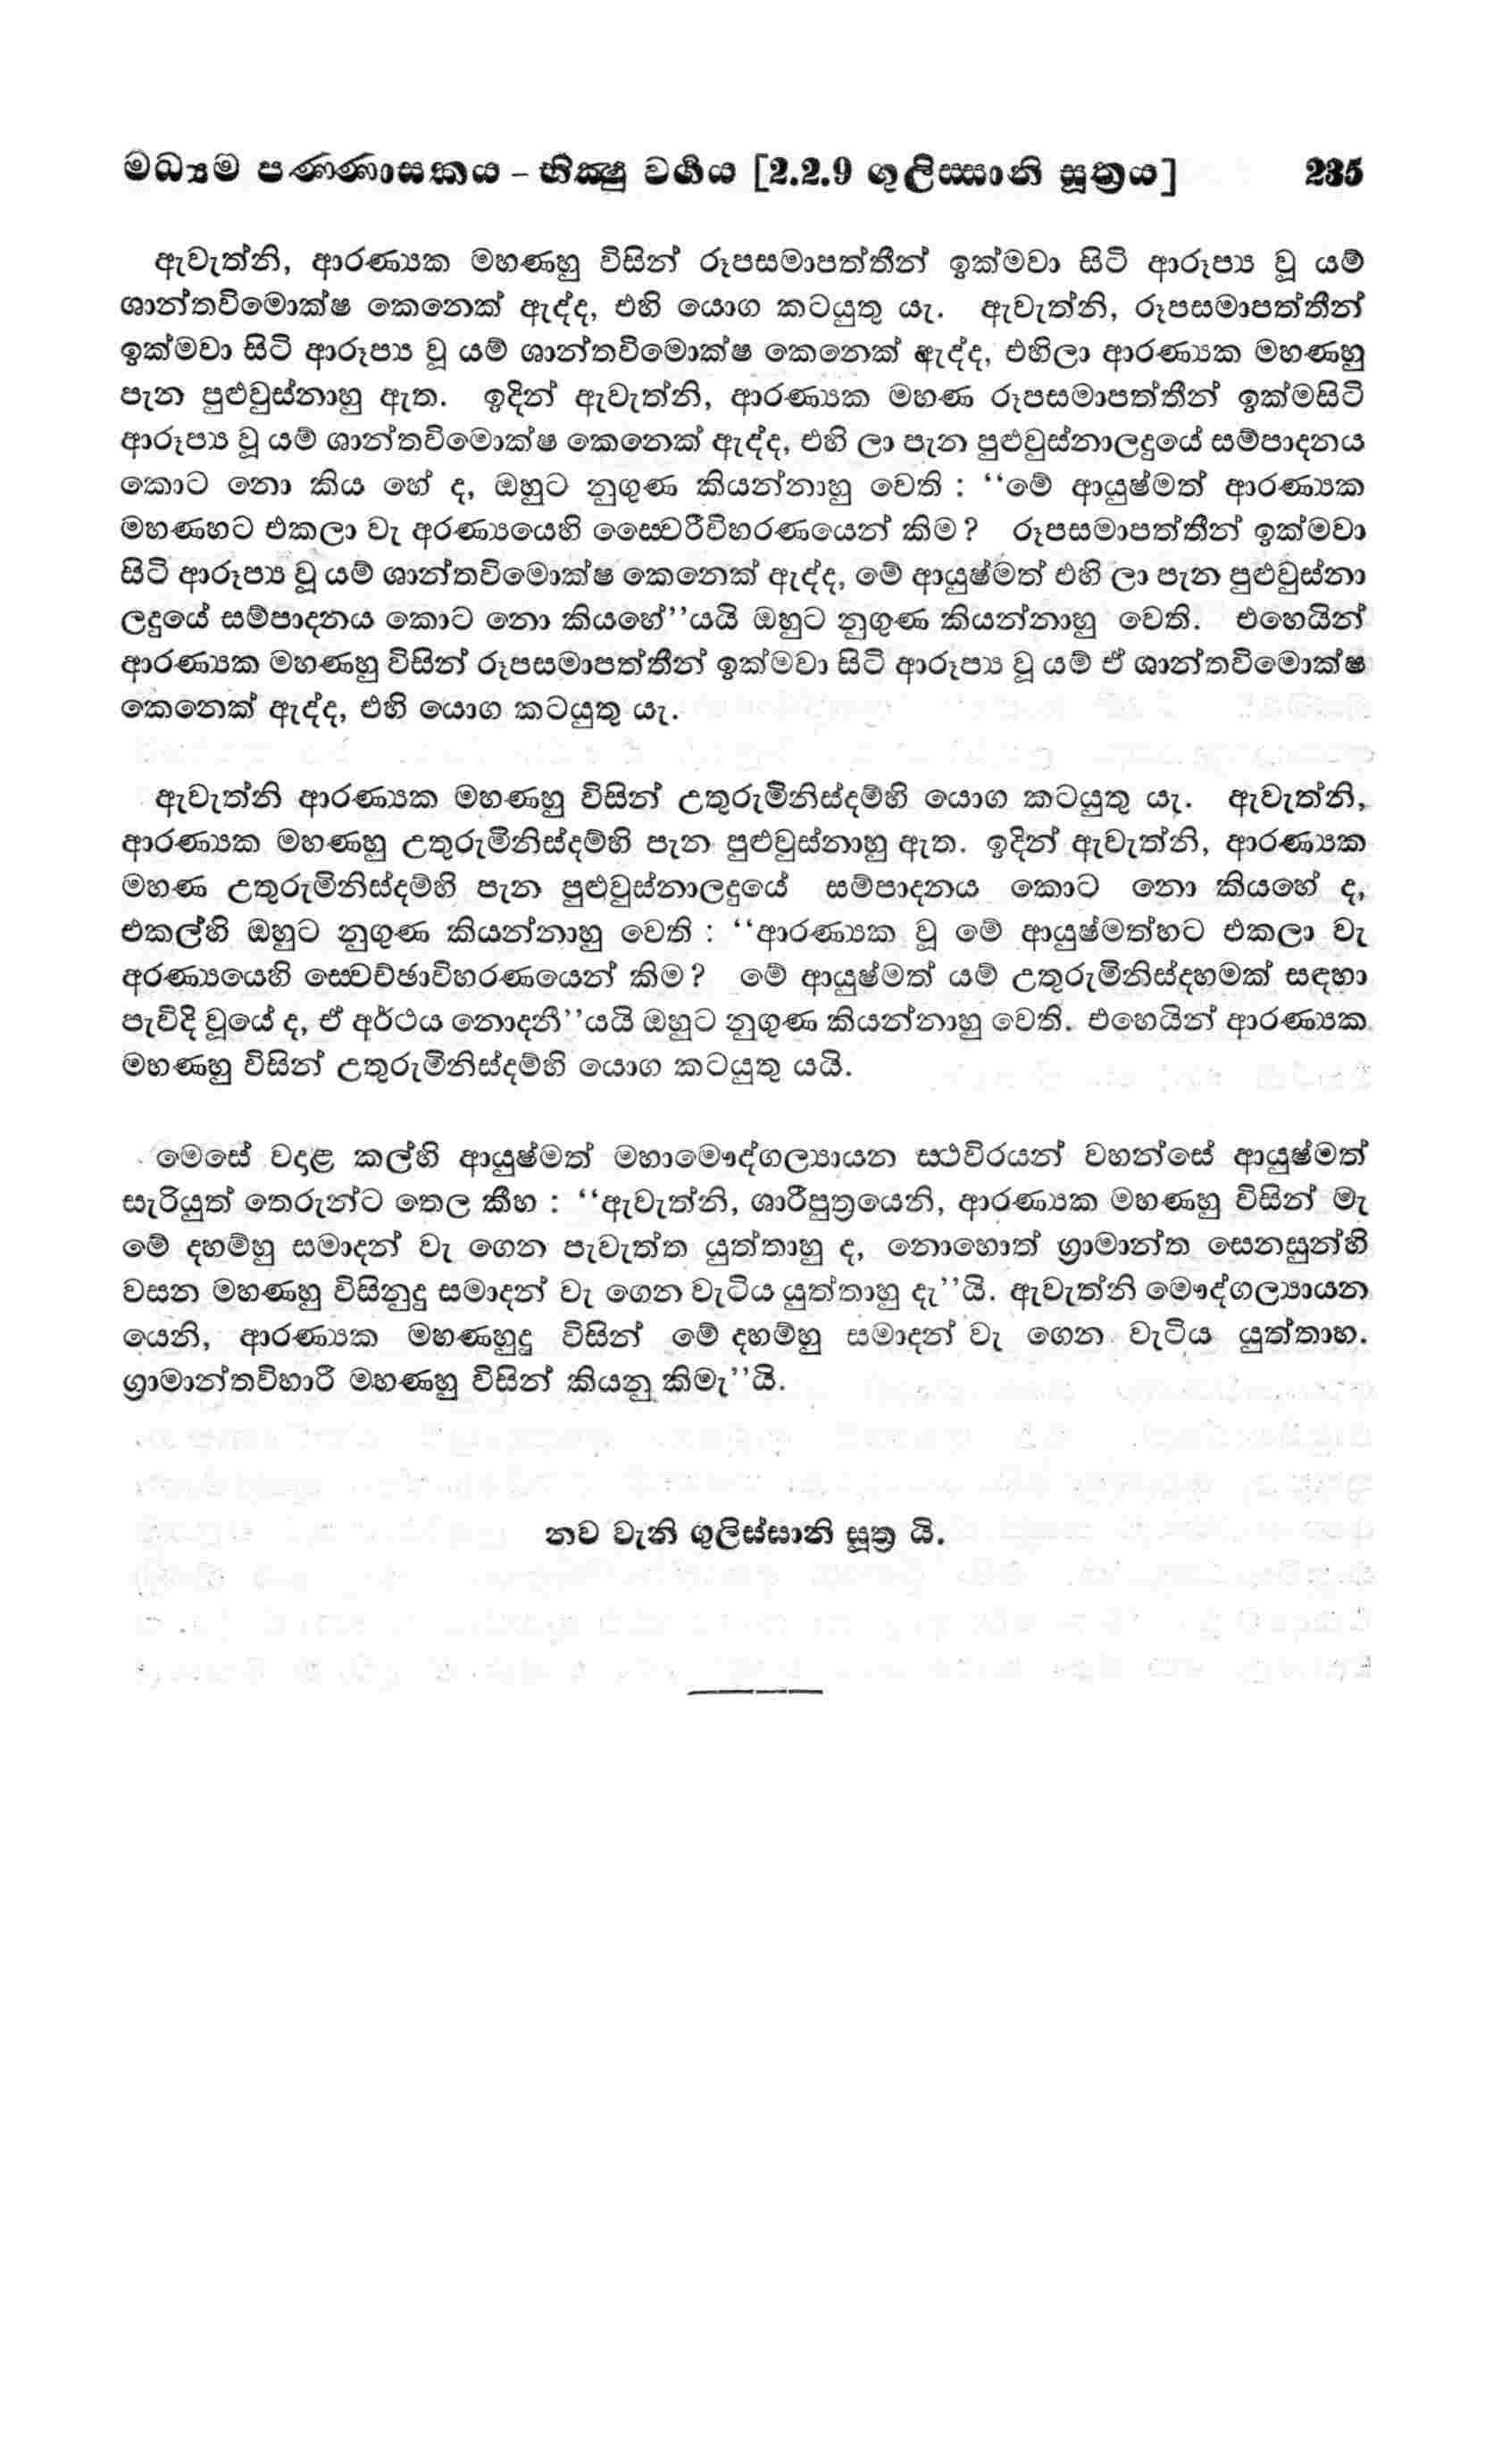 මධ්‍යම පණ්ණාසකය - භික්ෂු වර්ගය [2.2.9 ගුලිස්සානි සූත්‍රය] 235
ඇවැත්නි, ආරණ්‍යක මහණහු විසින් රූපසමාපත්තීන් ඉක්මවා සිටි ආරූප්‍ය වූ යම්
ශාන්තවිමොක්ෂ කෙනෙක් ඇද්ද, එහි යොග කටයුතු යැ. ඇවැත්නි, රූපසමාපත්තීන්
ඉක්මවා සිටි ආරූප්‍ය වූ යම් ශාන්තවිමොක්ෂ කෙනෙක් ඇද්ද, එහිලා ආරණ්‍යක මහණහු
පැන පුළුවුස්නාහු ඇත. ඉදින් ඇවැත්නි, ආරණ්‍යක මහණ රූපසමාපත්තීන් ඉක්මසිටි
ආරූප්‍ය වූ යම් ශාන්තවිමොක්ෂ කෙනෙක් ඇද්ද, එහි ලා පැන පුළුවුස්නාලදුයේ සම්පාදනය
කොට නො කිය හේ ද, ඔහුට නුගුණ කියන්නාහු වෙති : ‘‘මේ ආයුෂ්මත් ආරණ්‍යක
මහණහට එකලා වැ අරණ්‍යයෙහි ස්වෛරීවිහරණයෙන් කිම? රූපසමාපත්තීන් ඉක්මවා
සිටි ආරූප්‍ය වූ යම් ශාන්තවිමොක්ෂ කෙනෙක් ඇද්ද, මේ ආයුෂ්මත් එහි ලා පැන පුළුවුස්නා
ලදුයේ සම්පාදනය කොට නො කියහේ’’යයි ඔහුට නුගුණ කියන්නාහු වෙති. එහෙයින්
ආරණ්‍යක මහණහු විසින් රූපසමාපත්තීන් ඉක්මවා සිටි ආරූප්‍ය වූ යම් ඒ ශාන්තවිමොක්ෂ
කෙනෙක් ඇද්ද, එහි යොග කටයුතු යැ.
ඇවැත්නි ආරණ්‍යක මහණහු විසින් උතුරුමිනිස්දම්හි යොග කටයුතු යැ. ඇවැත්නි,
ආරණ්‍යක මහණහු උතුරුමිනිස්දම්හි පැන පුළුවුස්නාහු ඇත. ඉදින් ඇවැත්නි, ආරණ්‍යක
මහණ උතුරුමිනිස්දම්හි පැන පුළුවුස්නාලදුයේ සම්පාදනය කොට නො කියහේ ද,
එකල්හි ඔහුට නුගුණ කියන්නාහු වෙති : ‘‘ආරණ්‍යක වූ මේ ආයුෂ්මත්හට එකලා වැ
අරණ්‍යයෙහි ස්වේච්ඡාවිහරණයෙන් කිම? මේ ආයුෂ්මත් යම් උතුරුමිනිස්දහමක් සඳහා
පැවිදි වූයේ ද, ඒ අර්ථය නොදනී’’යයි ඔහුට නුගුණ කියන්නාහු වෙති. එහෙයින් ආරණ්‍යක
මහණහු විසින් උතුරුමිනිස්දම්හි යොග කටයුතු යයි.
මෙසේ වදාළ කල්හි ආයුෂ්මත් මහාමෞද්ගල්‍යායන ස්ථවිරයන් වහන්සේ ආයුෂ්මත්
සැරියුත් තෙරුන්ට තෙල කීහ : ‘‘ඇවැත්නි, ශාරීපුත්‍රයෙනි, ආරණ්‍යක මහණහු විසින් මැ
මේ දහම්හු සමාදන් වැ ගෙන පැවැත්ත යුත්තාහු ද, නොහොත් ග්‍රාමාන්ත සෙනසුන්හි
වසන මහණහු විසිනුදු සමාදන් වැ ගෙන වැටිය යුත්තාහු දැ’’යි. ඇවැත්නි මෞද්ගල්‍යායන
යෙනි, ආරණ්‍යක මහණහුදු විසින් මේ දහම්හු සමාදන් වැ ගෙන වැටිය යුත්තාහ.
ග්‍රාමාන්තවිහාරී මහණහු විසින් කියනු කිමැ’’යි.
නව වැනි ගුලිස්සානි සූත්‍ර යි.